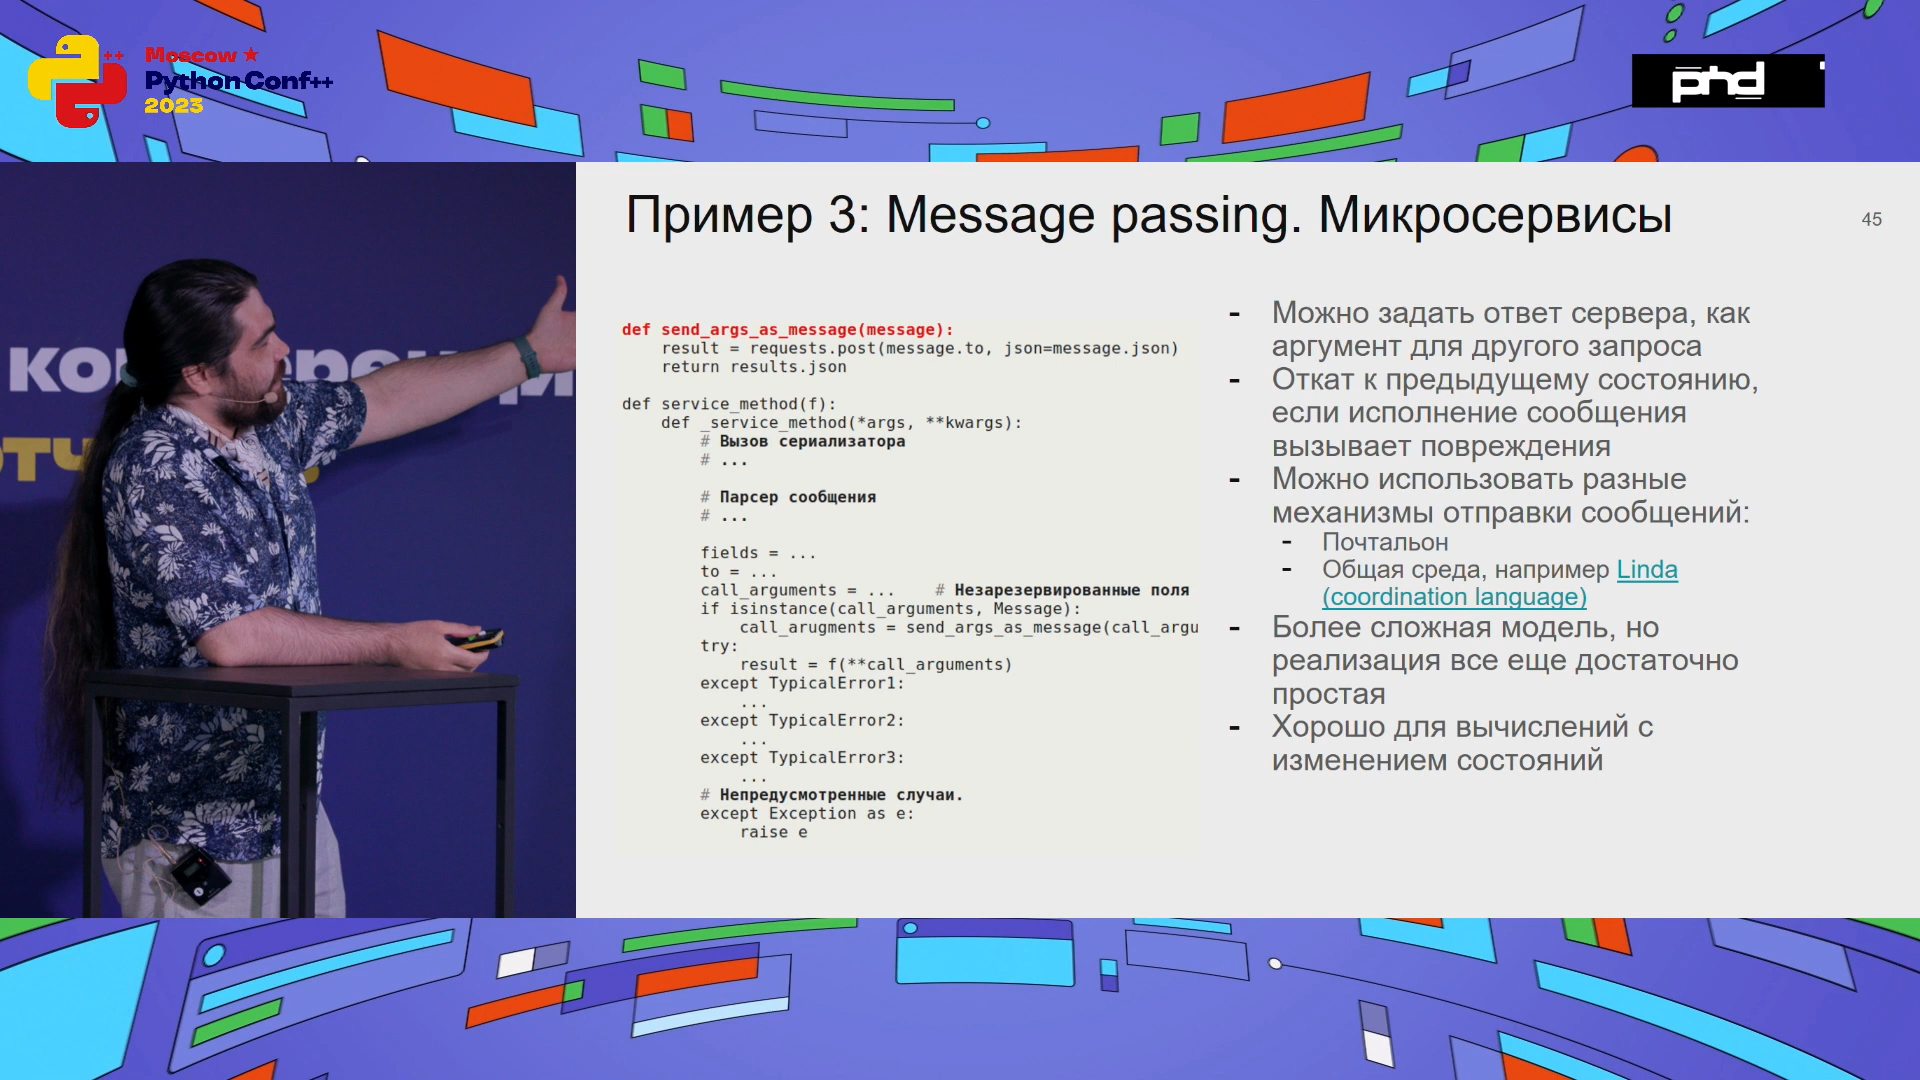 Moscow ★
Python Conf++
2023
phd
Пример 3: Message passing. Микросервисы
45
def send_args_as_message(message):
result = requests.post(message.to, json=message.json)
return results.json
def service_method(f):
def _service_method(*args, **kwargs):
# Вызов сериализатора
# ...
# Парсер сообщения
# ...
fields = ...
to = ...
call_arguments = ... # Незарезервированные поля
if isinstance(call_arguments, Message):
call_arugments = send_args_as_message(call_argu
try:
result = f(**call_arguments)
except TypicalError1:
...
except TypicalError2:
...
except TypicalError3:
...
# Непредусмотренные случаи.
except Exception as e:
raise e
- Можно задать ответ сервера, как
аргумент для другого запроса
- Откат к предыдущему состоянию,
если исполнение сообщения
вызывает повреждения
- Можно использовать разные
механизмы отправки сообщений:
- Почтальон
- Общая среда, например Linda
(coordination language)
- Более сложная модель, но
реализация все еще достаточно
простая
- Хорошо для вычислений с
изменением состояний